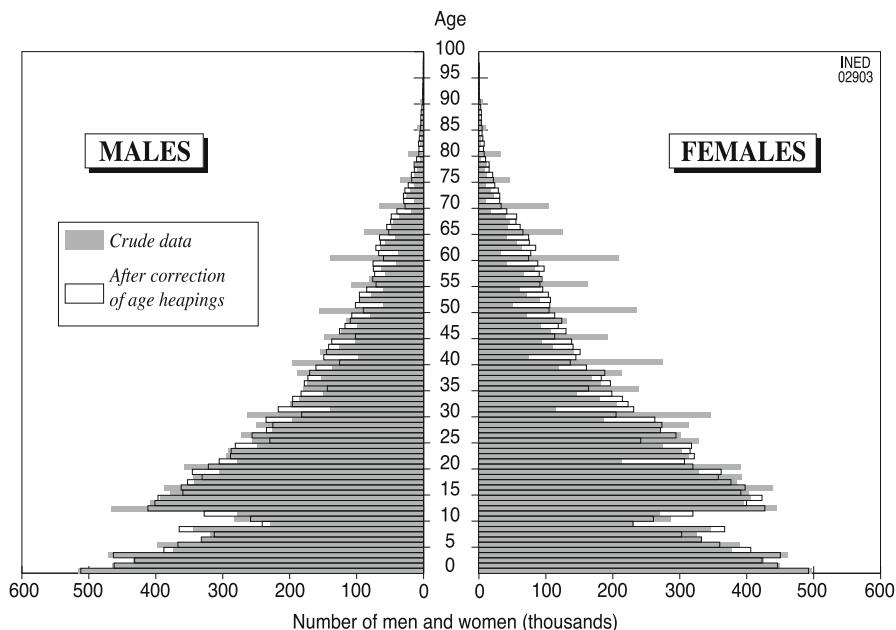 Age
INED
02903
MALES
FEMALES
Crude data
After correction
of age heapings
100
95
90
85
80
75
70
65
60
55
50
45
40
35
30
25
20
15
10
5
0
600 500 400 300 200 100 0 0 100 200 300 400 500 600
Number of men and women (thousands)